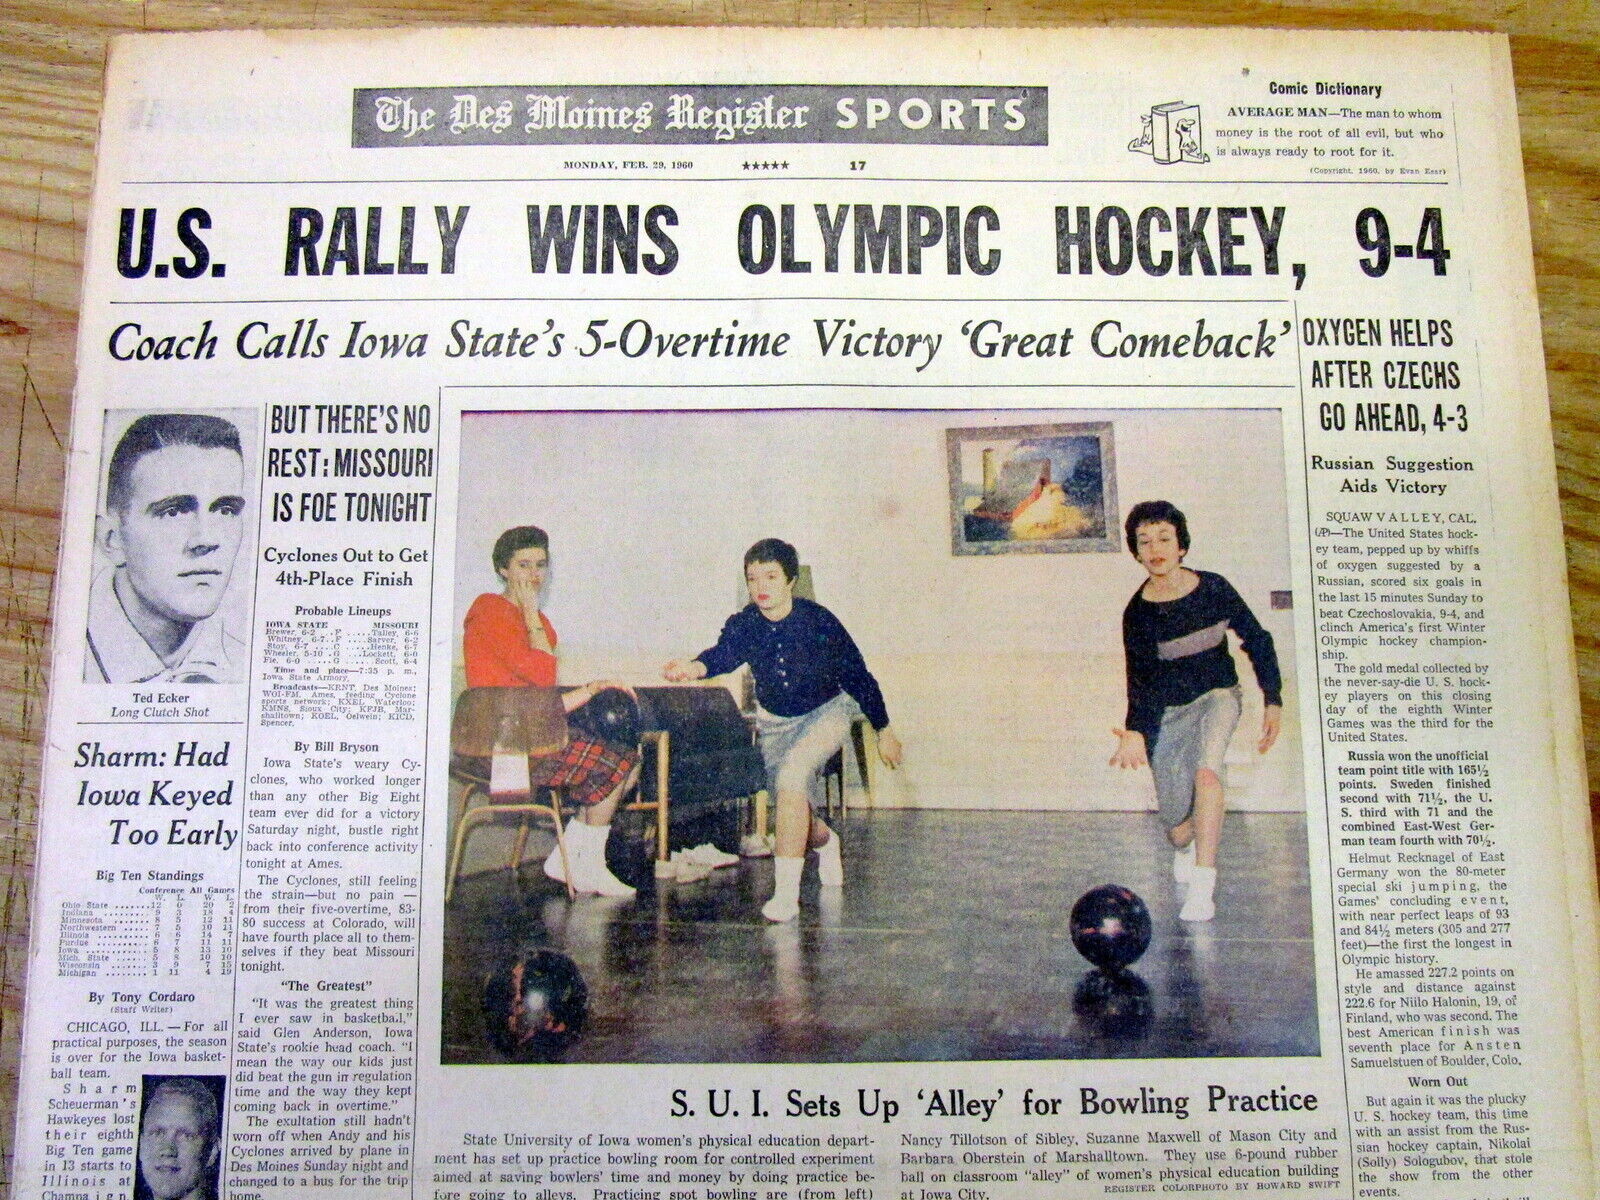 The Des Moines Register SPORTS
MONDAY, FEB. 29, 1960 ★★★★★ 17
Comic Dictionary
AVERAGE MAN—The man to whom
money is the root of all evil, but who
is always ready to root for it.
(Copyright, 1960, by Evan Esar)
U.S. RALLY WINS OLYMPIC HOCKEY, 9-4
Coach Calls Iowa State's 5-Overtime Victory 'Great Comeback'
Ted Ecker
Long Clutch Shot
Sharm: Had
Iowa Keyed
Too Early
Big Ten Standings
Conference All Games
W. L. W. L.
Ohio State .......12 0 20 2
Indiana ......... 9 3 18 4
Minnesota ....... 8 5 12 11
Northwestern .... 7 5 10 11
Illinois ........ 6 6 14 7
Purdue .......... 6 7 11 11
Iowa ............ 5 8 13 10
Mich. State ..... 5 8 10 10
Wisconsin ....... 3 9 7 15
Michigan ........ 1 11 4 19
By Tony Cordaro
(Staff Writer)
CHICAGO, ILL. — For all
practical purposes, the season
is over for the Iowa basket-
ball team.
Sharm
Scheuerman's
Hawkeyes lost
their eighth
Big Ten game
in 13 starts to
Illinois at
Champaign
BUT THERE'S NO
REST: MISSOURI
IS FOE TONIGHT
Cyclones Out to Get
4th-Place Finish
Probable Lineups
IOWA STATE MISSOURI
Brewer, 6-2 ..F ....Talley, 6-6
Whitney, 6-7..F ....Sarver, 6-2
Stoy, 6-7 ....C ....Henke, 6-7
Wheeler, 5-10 .G ...Lockett, 6-0
Fie, 6-0 .....G .....Scott, 6-4
Time and place—7:35 p. m.,
Iowa State Armory.
Broadcasts—KRNT, Des Moines;
WOI-FM, Ames, feeding Cyclone
sports network; KXEL Waterloo;
KMNS, Sioux City; KFJB, Mar-
shalltown; KOEL, Oelwein; KICD,
Spencer.
By Bill Bryson
Iowa State's weary Cy-
clones, who worked longer
than any other Big Eight
team ever did for a victory
Saturday night, bustle right
back into conference activity
tonight at Ames.
The Cyclones, still feeling
the strain—but no pain —
from their five-overtime, 83-
80 success at Colorado, will
have fourth place all to them-
selves if they beat Missouri
tonight.
"The Greatest"
"It was the greatest thing
I ever saw in basketball,"
said Glen Anderson, Iowa
State's rookie head coach. "I
mean the way our kids just
did beat the gun in regulation
time and the way they kept
coming back in overtime."
The exultation still hadn't
worn off when Andy and his
Cyclones arrived by plane in
Des Moines Sunday night and
changed to a bus for the trip
home.
S. U. I. Sets Up 'Alley' for Bowling Practice
State University of Iowa women's physical education depart-
ment has set up practice bowling room for controlled experiment
aimed at saving bowlers' time and money by doing practice be-
fore going to alleys. Practicing spot bowling are (from left)
Nancy Tillotson of Sibley, Suzanne Maxwell of Mason City and
Barbara Oberstein of Marshalltown. They use 6-pound rubber
ball on classroom "alley" of women's physical education building
at Iowa City.
REGISTER COLORPHOTO BY HOWARD SWIFT
OXYGEN HELPS
AFTER CZECHS
GO AHEAD, 4-3
Russian Suggestion
Aids Victory
SQUAW VALLEY, CAL.
(AP)—The United States hock-
ey team, pepped up by whiffs
of oxygen suggested by a
Russian, scored six goals in
the last 15 minutes Sunday to
beat Czechoslovakia, 9-4, and
clinch America's first Winter
Olympic hockey champion-
ship.
The gold medal collected by
the never-say-die U. S. hock-
ey players on this closing
day of the eighth Winter
Games was the third for the
United States.
Russia won the unofficial
team point title with 165½
points. Sweden finished
second with 71½, the U.
S. third with 71 and the
combined East-West Ger-
man team fourth with 70½.
Helmut Recknagel of East
Germany won the 80-meter
special ski jumping, the
Games' concluding event,
with near perfect leaps of 93
and 84½ meters (305 and 277
feet)—the first the longest in
Olympic history.
He amassed 227.2 points on
style and distance against
222.6 for Niilo Halonin, 19, of
Finland, who was second. The
best American finish was
seventh place for Ansten
Samuelstuen of Boulder, Colo.
Worn Out
But again it was the plucky
U. S. hockey team, this time
with an assist from the Rus-
sian hockey captain, Nikolai
(Solly) Sologubov, that stole
the show from the other
events.